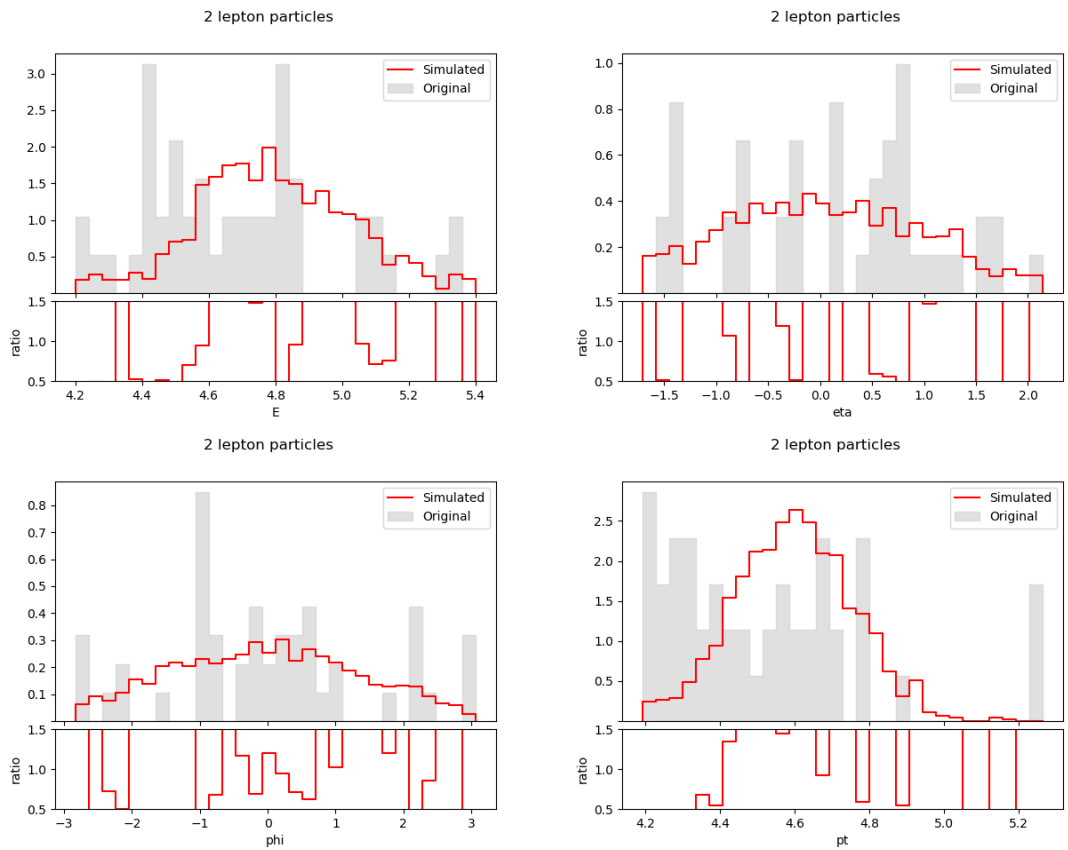 2 lepton particles
3.0
2.5
2.0
1.5
1.0
0.5
Simulated
Original
1.5
1.0
0.5
ratio
4.2 4.4 4.6 4.8 5.0 5.2 5.4
E
2 lepton particles
1.0
0.8
0.6
0.4
0.2
Simulated
Original
1.5
1.0
0.5
ratio
−1.5 −1.0 −0.5 0.0 0.5 1.0 1.5 2.0
eta
2 lepton particles
0.8
0.7
0.6
0.5
0.4
0.3
0.2
0.1
Simulated
Original
1.5
1.0
0.5
ratio
−3 −2 −1 0 1 2 3
phi
2 lepton particles
2.5
2.0
1.5
1.0
0.5
Simulated
Original
1.5
1.0
0.5
ratio
4.2 4.4 4.6 4.8 5.0 5.2
pt